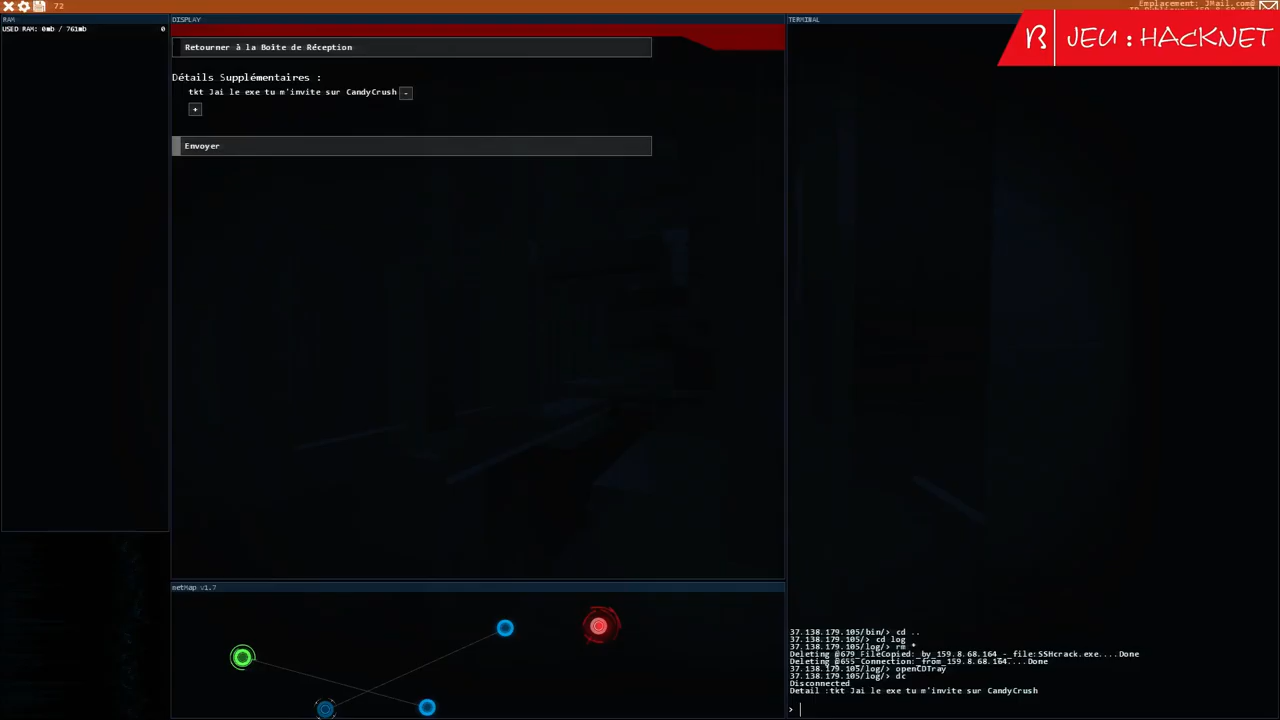 72
Emplacement: JMail.com@
RAM
USED RAM: 0mb / 761mb 0
DISPLAY
TERMINAL
JEU : HACKNET
Retourner à la Boîte de Réception
Détails Supplémentaires :
tkt Jai le exe tu m'invite sur CandyCrush -
+
Envoyer
netMap v1.7
37.138.179.105/bin/> cd ..
37.138.179.105/log/> cd log
37.138.179.105/log/> rm *
Deleting @679_FileCopied:_by_159.8.68.164_-_file:SSHcrack.exe....Done
Deleting @655_Connection:_from_159.8.68.164....Done
37.138.179.105/log/> openCDTray
37.138.179.105/log/> dc
Disconnected
Detail :tkt Jai le exe tu m'invite sur CandyCrush
>